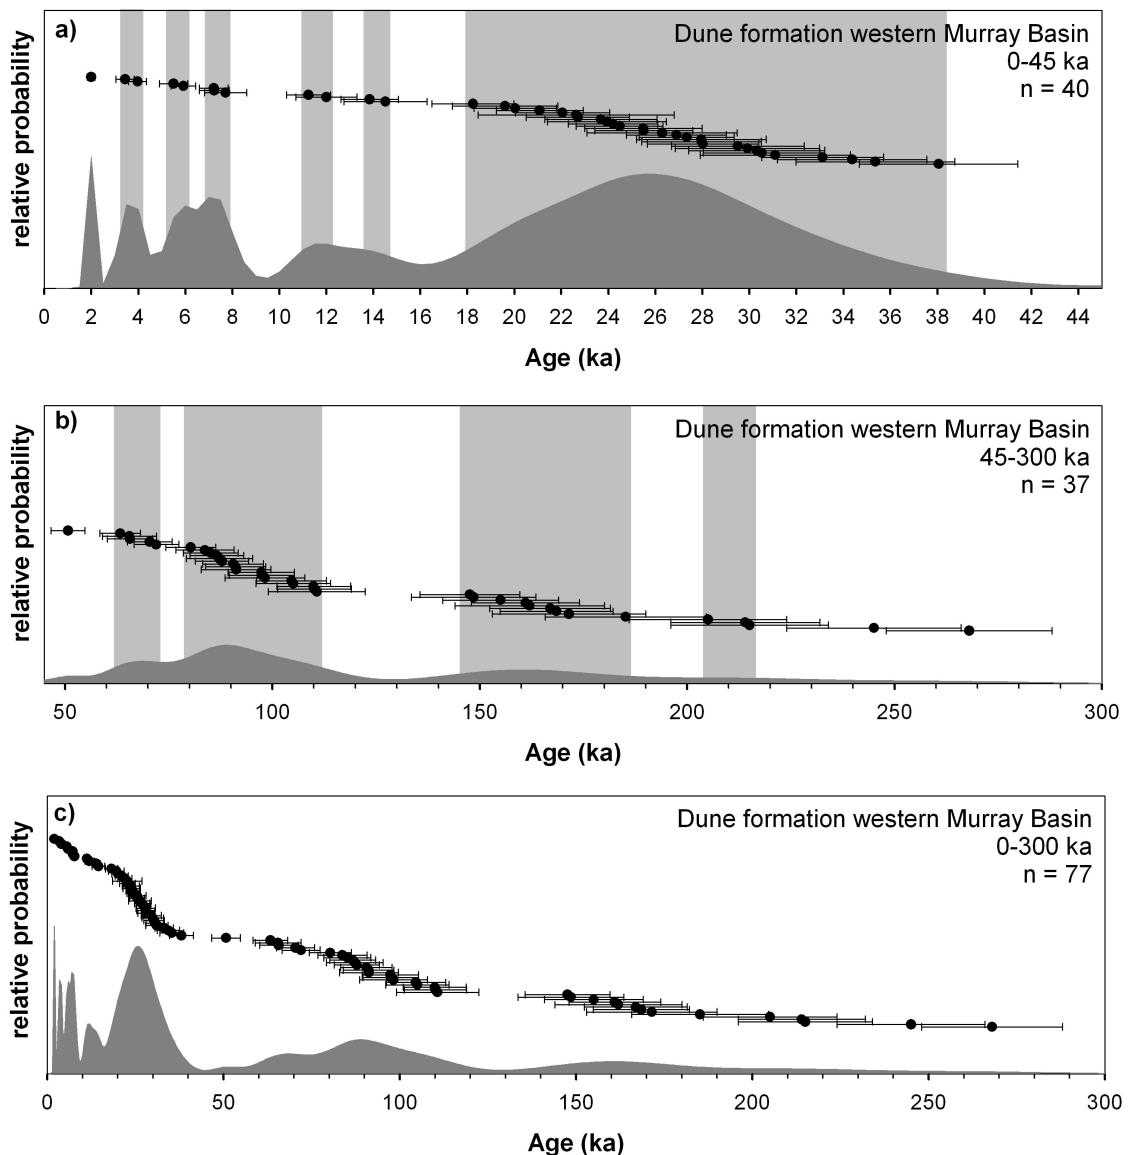 a)
Dune formation western Murray Basin
0-45 ka
n = 40
relative probability
0 2 4 6 8 10 12 14 16 18 20 22 24 26 28 30 32 34 36 38 40 42 44
Age (ka)
b)
Dune formation western Murray Basin
45-300 ka
n = 37
relative probability
50 100 150 200 250 300
Age (ka)
c)
Dune formation western Murray Basin
0-300 ka
n = 77
relative probability
0 50 100 150 200 250 300
Age (ka)